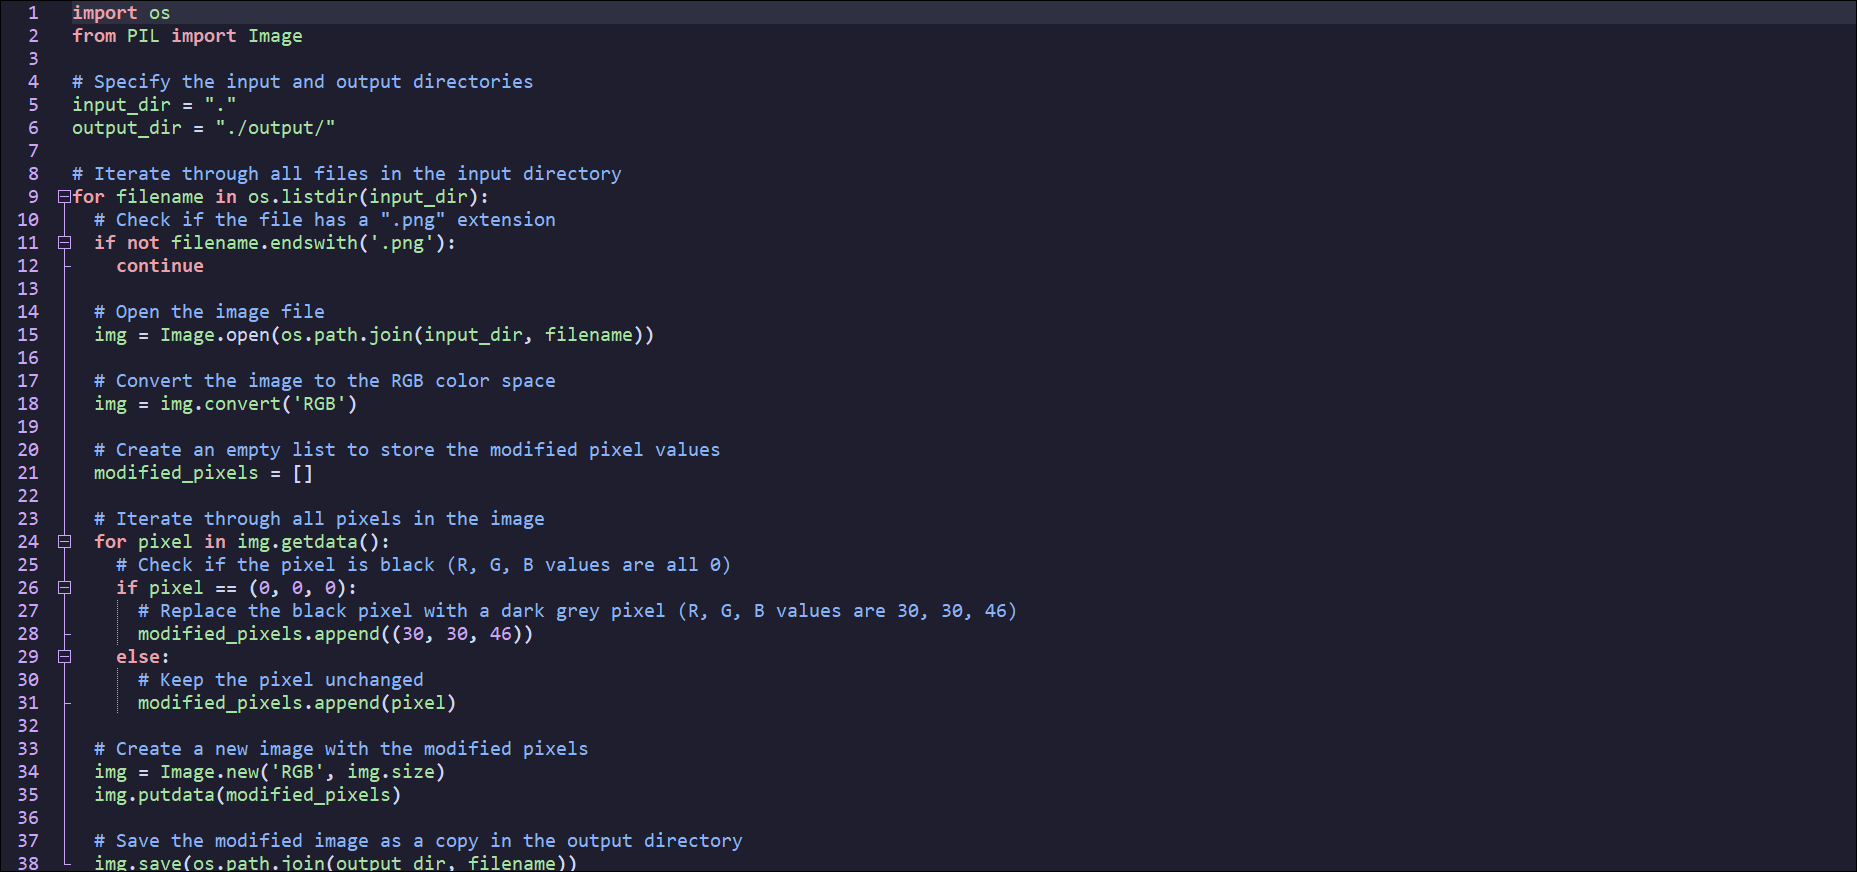 1 import os
2 from PIL import Image
3
4 # Specify the input and output directories
5 input_dir = "."
6 output_dir = "./output/"
7
8 # Iterate through all files in the input directory
9 for filename in os.listdir(input_dir):
10   # Check if the file has a ".png" extension
11   if not filename.endswith('.png'):
12     continue
13
14   # Open the image file
15   img = Image.open(os.path.join(input_dir, filename))
16
17   # Convert the image to the RGB color space
18   img = img.convert('RGB')
19
20   # Create an empty list to store the modified pixel values
21   modified_pixels = []
22
23   # Iterate through all pixels in the image
24   for pixel in img.getdata():
25     # Check if the pixel is black (R, G, B values are all 0)
26     if pixel == (0, 0, 0):
27       # Replace the black pixel with a dark grey pixel (R, G, B values are 30, 30, 46)
28       modified_pixels.append((30, 30, 46))
29     else:
30       # Keep the pixel unchanged
31       modified_pixels.append(pixel)
32
33   # Create a new image with the modified pixels
34   img = Image.new('RGB', img.size)
35   img.putdata(modified_pixels)
36
37   # Save the modified image as a copy in the output directory
38   img.save(os.path.join(output_dir, filename))